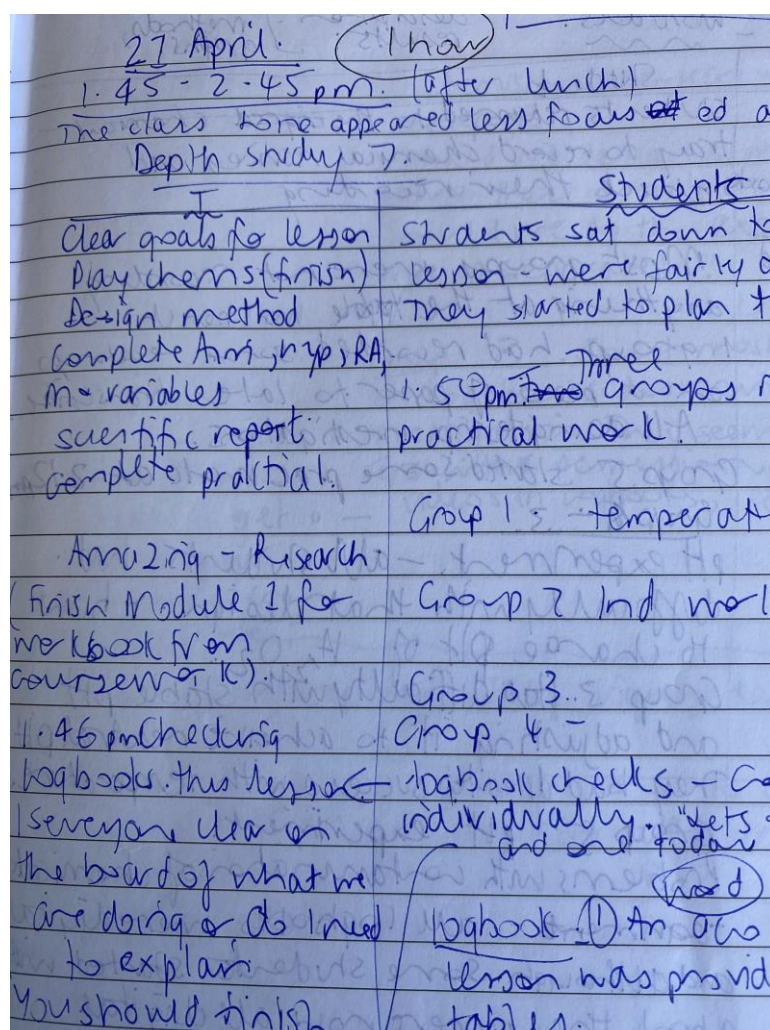 27 April. 1 hour
1.45 - 2.45 pm. (after lunch)
The class tone appeared less focus ed a
Depth study 7
I Students
Clear goals for lesson Students sat down to
Play chems (finish) lesson - were fairly
Design method They started to plan t
Complete Aim, hyp, RA,
m- variables 1.50pm Three groups
scientific report practical work.
complete practical.
Group 1: temperat
Amazing - Research
(finish Module 1 for Group 2 Ind wor
workbook from
coursework).
Group 3..
1.46 pm Checking Group 4 -
logbooks. this lesson logbook checks -
Is everyone clear on individually. "Lets
and one today
the board of what we word
are doing or do I need logbook (1) An
to explain lesson was provid
You should finish tables.